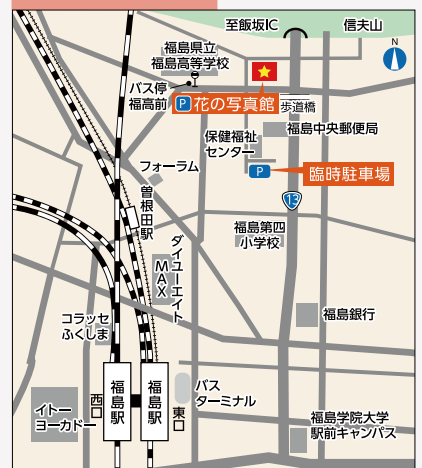 至飯坂IC
信夫山
N
福島県立
福島高等学校
バス停
福高前
P 花の写真館
歩道橋
福島中央郵便局
保健福祉
センター
フォーラム
P
臨時駐車場
曽根田駅
13
福島第四
小学校
ダイユーエイト
MAX
コラッセ
ふくしま
福島銀行
福島駅
福島駅
西口
東口
バス
ターミナル
イトー
ヨーカドー
福島学院大学
駅前キャンパス